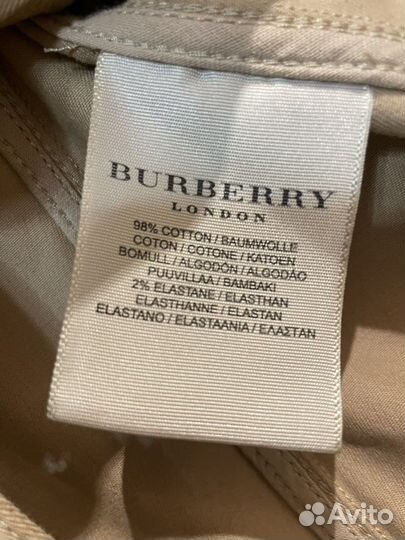 BURBERRY
LONDON
98% COTTON / BAUMWOLLE
COTON / COTONE / KATOEN
BOMULL / ALGODÓN / ALGODÃO
PUUVILLAA / BAMBAKI
2% ELASTANE / ELASTHAN
ELASTHANNE / ELASTAN
ELASTANO / ELASTAANIA / ΕΛΑΣΤΑΝ
Avito